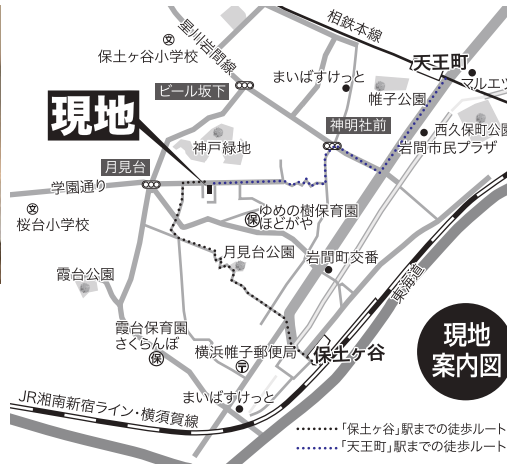 相鉄本線
星川岩間線
保土ヶ谷小学校
天王町
まいばすけっと
マルエツ
ビール坂下
帷子公園
現地
神明社前
西久保町公園
岩間市民プラザ
神戸緑地
月見台
学園通り
ゆめの樹保育園
ほどがや
桜台小学校
月見台公園
岩間町交番
霞台公園
東海道
霞台保育園
さくらんぼ
横浜帷子郵便局
保土ヶ谷
現地
案内図
まいばすけっと
JR湘南新宿ライン・横須賀線
「保土ヶ谷」駅までの徒歩ルート
「天王町」駅までの徒歩ルート